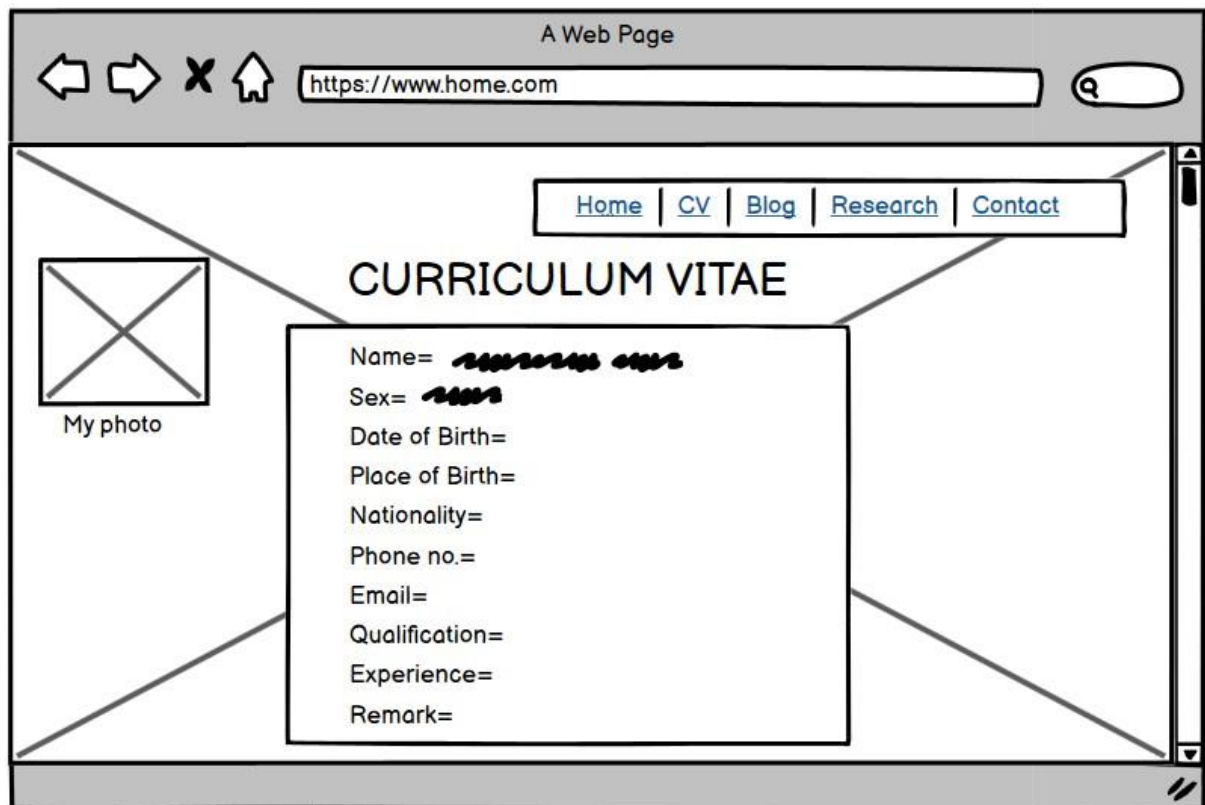 A Web Page
https://www.home.com
Home | CV | Blog | Research | Contact
CURRICULUM VITAE
My photo
Name=
Sex=
Date of Birth=
Place of Birth=
Nationality=
Phone no.=
Email=
Qualification=
Experience=
Remark=